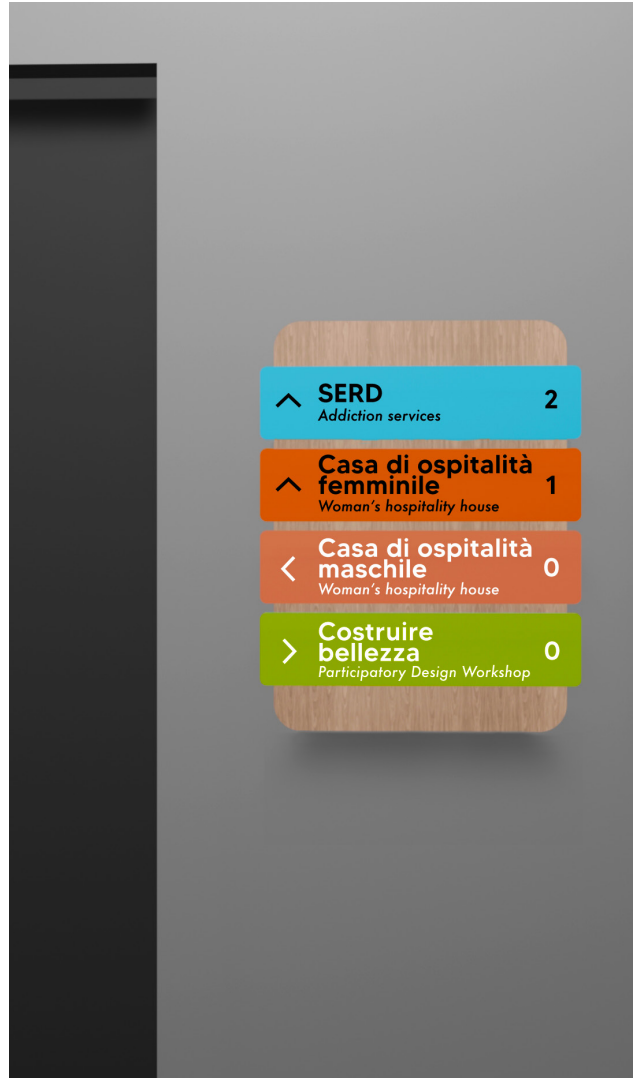 SERD 2
Addiction services
Casa di ospitalità
femminile 1
Woman's hospitality house
Casa di ospitalità
maschile 0
Woman's hospitality house
Costruire
bellezza 0
Participatory Design Workshop